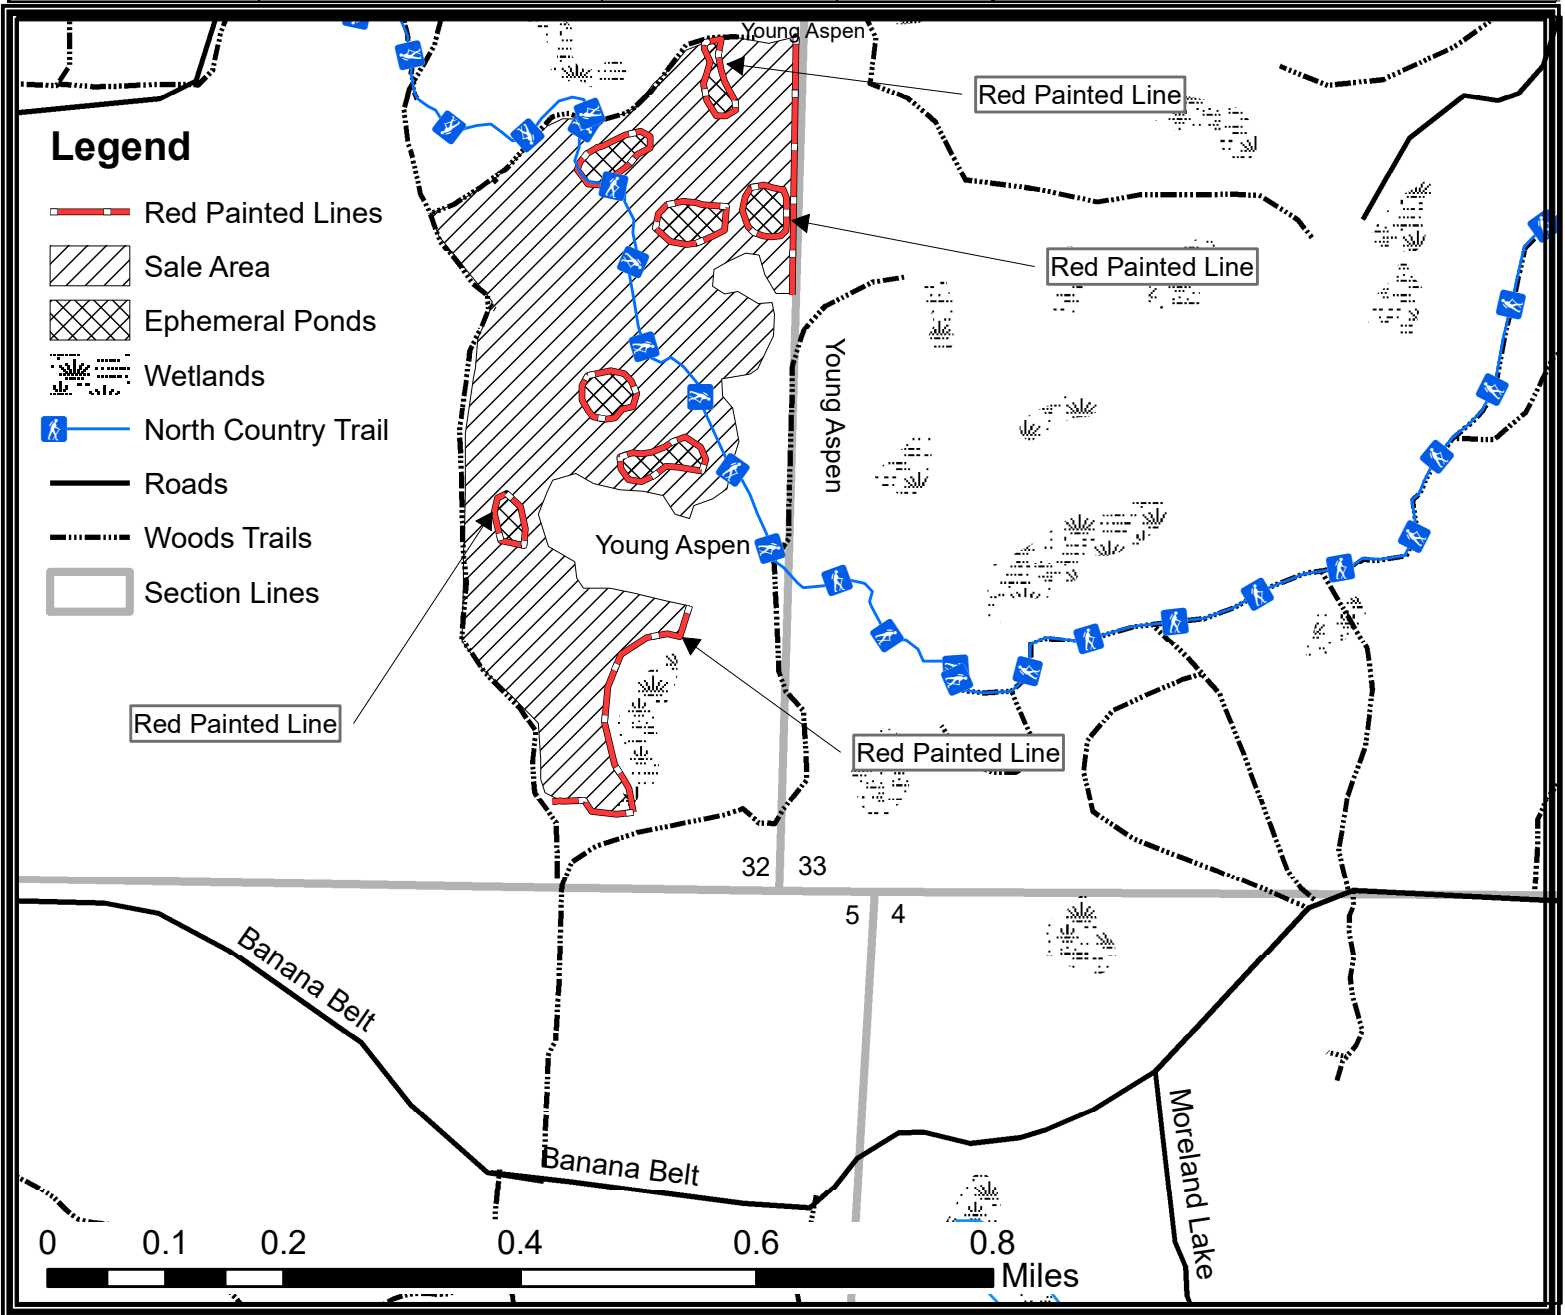 Young Aspen
Red Painted Line
Legend
Red Painted Lines
Sale Area
Ephemeral Ponds
Wetlands
North Country Trail
Roads
Woods Trails
Section Lines
Red Painted Line
Young Aspen
Young Aspen
Red Painted Line
Red Painted Line
32 33
5 4
Banana Belt
Banana Belt
Moreland Lake
0 0.1 0.2 0.4 0.6 0.8
Miles